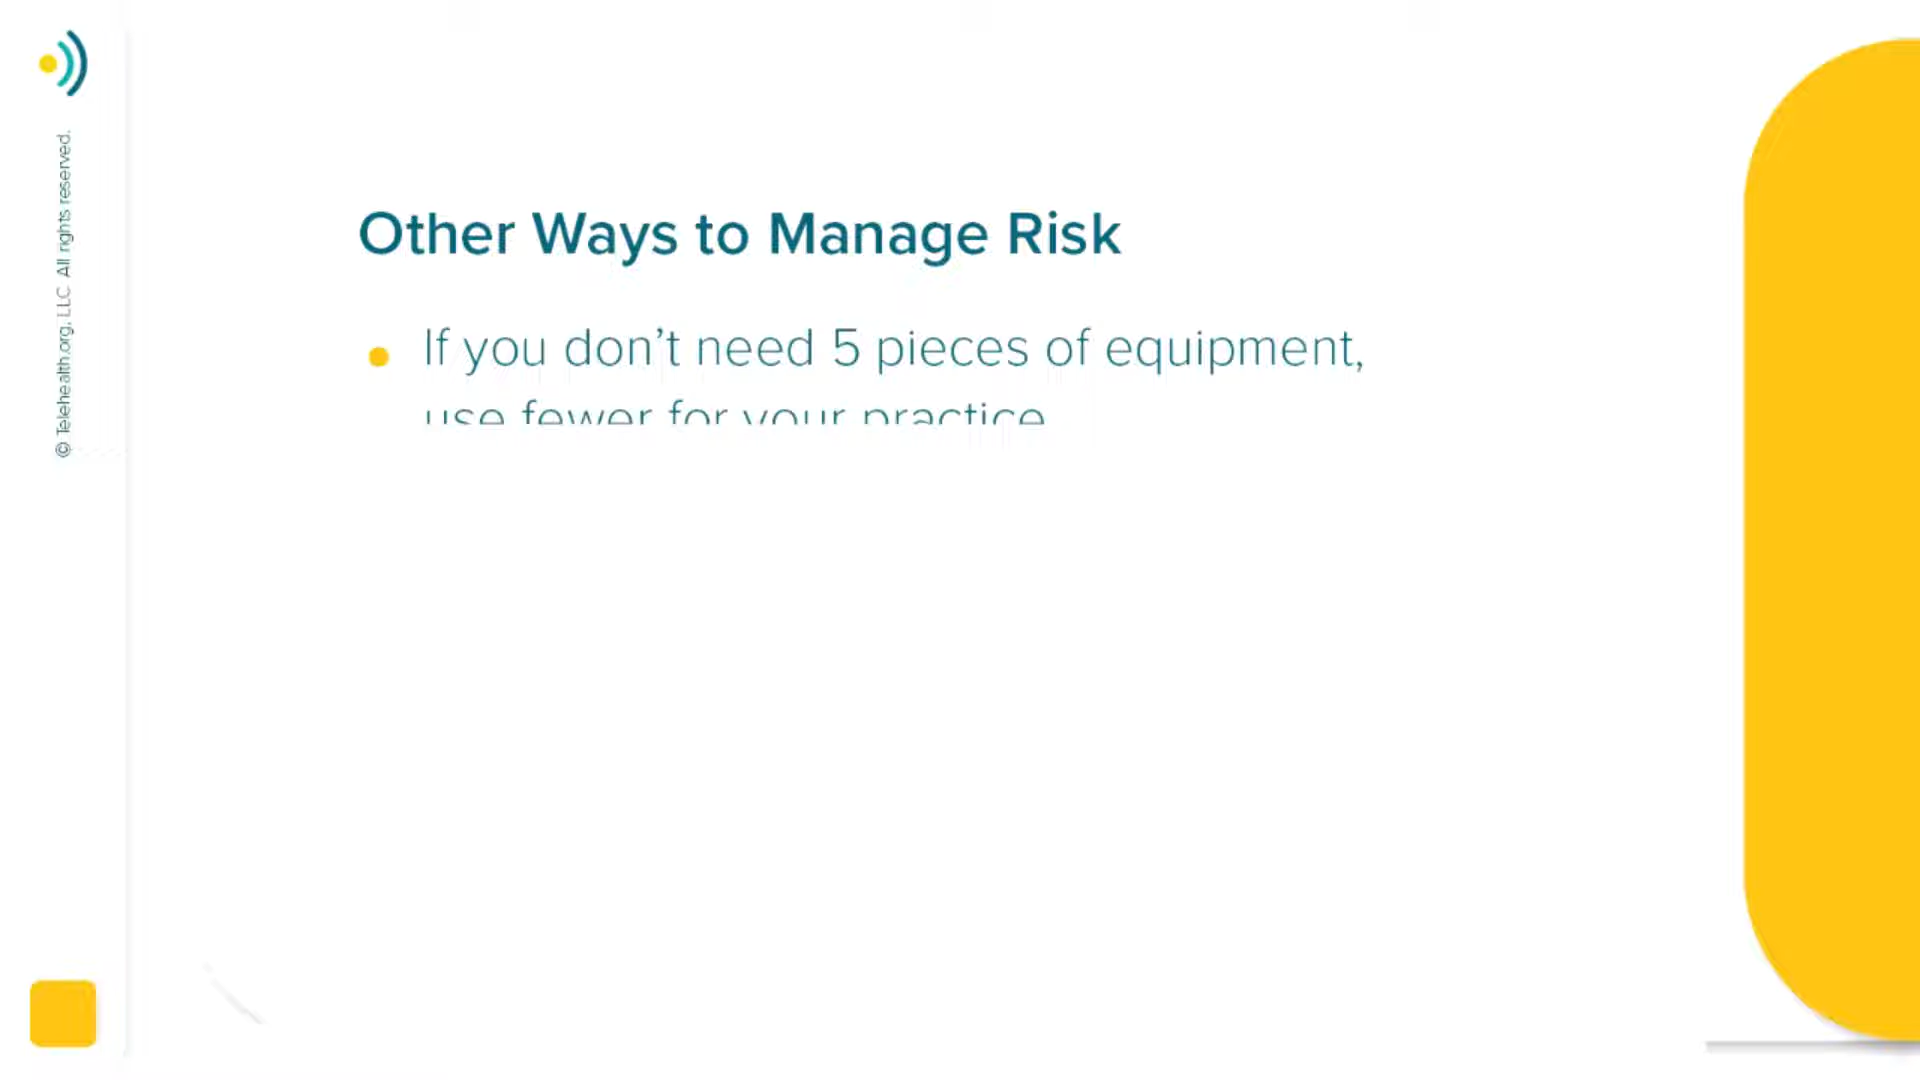 © Telehealth.org, LLC. All rights reserved.
Other Ways to Manage Risk
If you don’t need 5 pieces of equipment,
use fewer for your practice